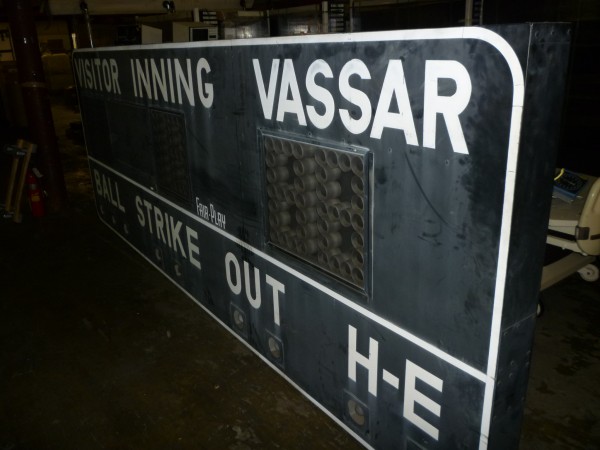 VISITOR INNING VASSAR
FAIR-PLAY
BALL STRIKE OUT H-E